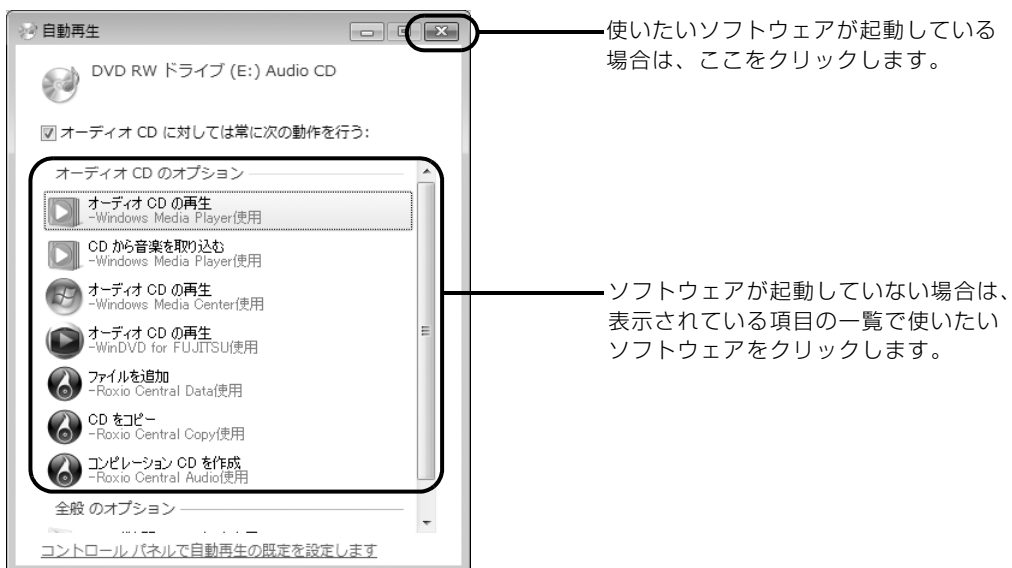 自動再生
DVD RW ドライブ (E:) Audio CD
オーディオ CD に対しては常に次の動作を行う:
オーディオ CD のオプション
オーディオ CD の再生
-Windows Media Player使用
CD から音楽を取り込む
-Windows Media Player使用
オーディオ CD の再生
-Windows Media Center使用
オーディオ CD の再生
-WinDVD for FUJITSU使用
ファイルを追加
-Roxio Central Data使用
CD をコピー
-Roxio Central Copy使用
コンピレーション CD を作成
-Roxio Central Audio使用
全般 のオプション
コントロール パネルで自動再生の既定を設定します
使いたいソフトウェアが起動している
場合は、ここをクリックします。
ソフトウェアが起動していない場合は、
表示されている項目の一覧で使いたい
ソフトウェアをクリックします。